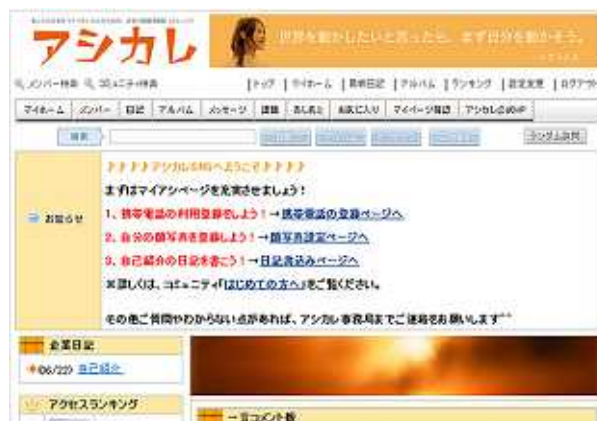 アシカレ
世界を動かしたいと言ったら、まず自分を動かそう。
メンバー検索 コミュニティ検索
|トップ |マイホーム |最新日記 |アルバム |ランキング |設定変更 |ログアウト
マイホーム メンバー 日記 アルバム メッセージ 足あと お気に入り マイページ確認 アシカレ公式HP
検索 ランダム訪問
♪♪♪♪アシカレSNSへようこそ♪♪♪♪
まずはマイアシページを充実させましょう!
お知らせ
1、携帯電話の利用登録をしよう!→携帯電話の登録ページへ
2、自分の顔写真を登録しよう!→顔写真設定ページへ
3、自己紹介の日記を書こう!→日記書込みページへ
※詳しくは、コミュニティ「はじめての方へ」をご覧ください。
その他ご質問やわからない点があれば、アシカレ事務局までご連絡をお願いします^^
企業日記
(06/22) 自己紹介
アクセスランキング
一言コメント板